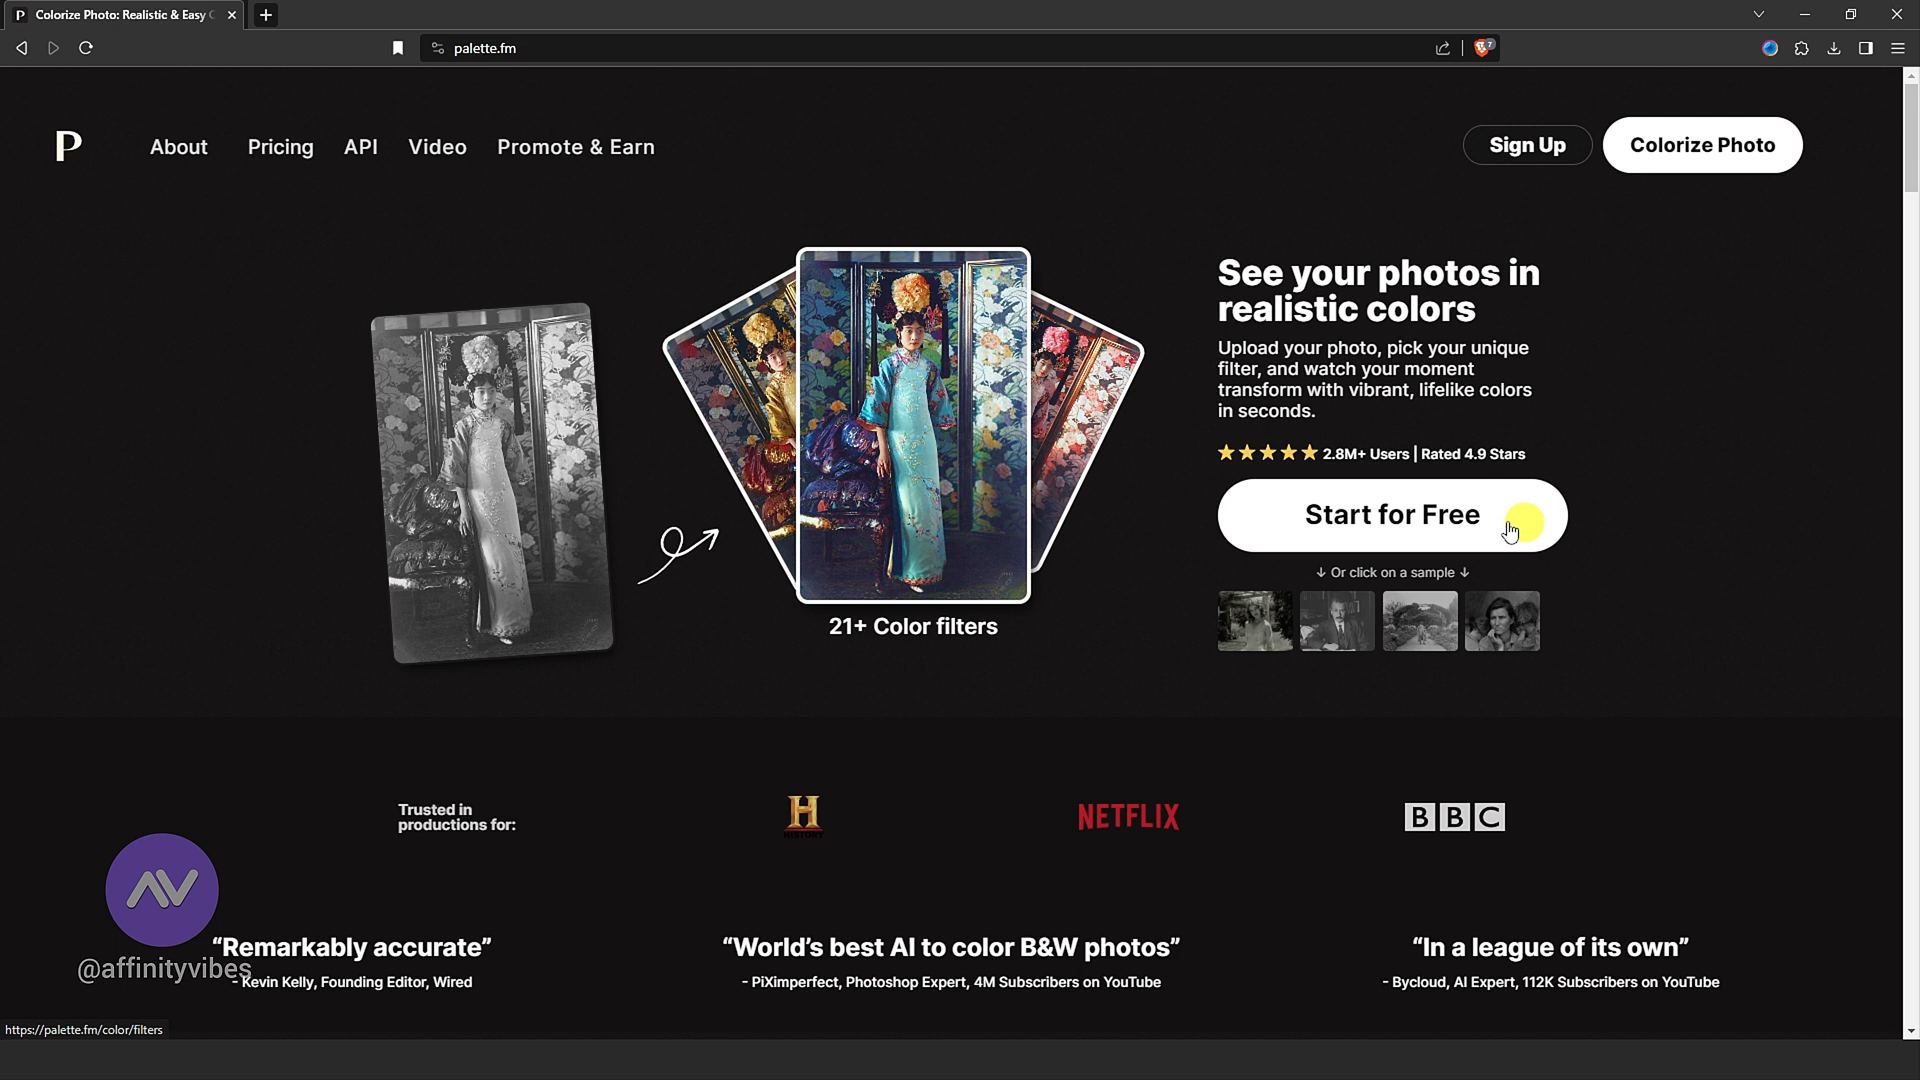 Colorize Photo: Realistic & Easy
palette.fm
7
P
About
Pricing
API
Video
Promote & Earn
Sign Up
Colorize Photo
See your photos in
realistic colors
Upload your photo, pick your unique
filter, and watch your moment
transform with vibrant, lifelike colors
in seconds.
2.8M+ Users | Rated 4.9 Stars
Start for Free
↓ Or click on a sample ↓
21+ Color filters
Trusted in
productions for:
H
HISTORY
NETFLIX
BBC
AV
@affinityvibes
“Remarkably accurate”
- Kevin Kelly, Founding Editor, Wired
“World’s best AI to color B&W photos”
- PiXimperfect, Photoshop Expert, 4M Subscribers on YouTube
“In a league of its own”
- Bycloud, AI Expert, 112K Subscribers on YouTube
https://palette.fm/color/filters